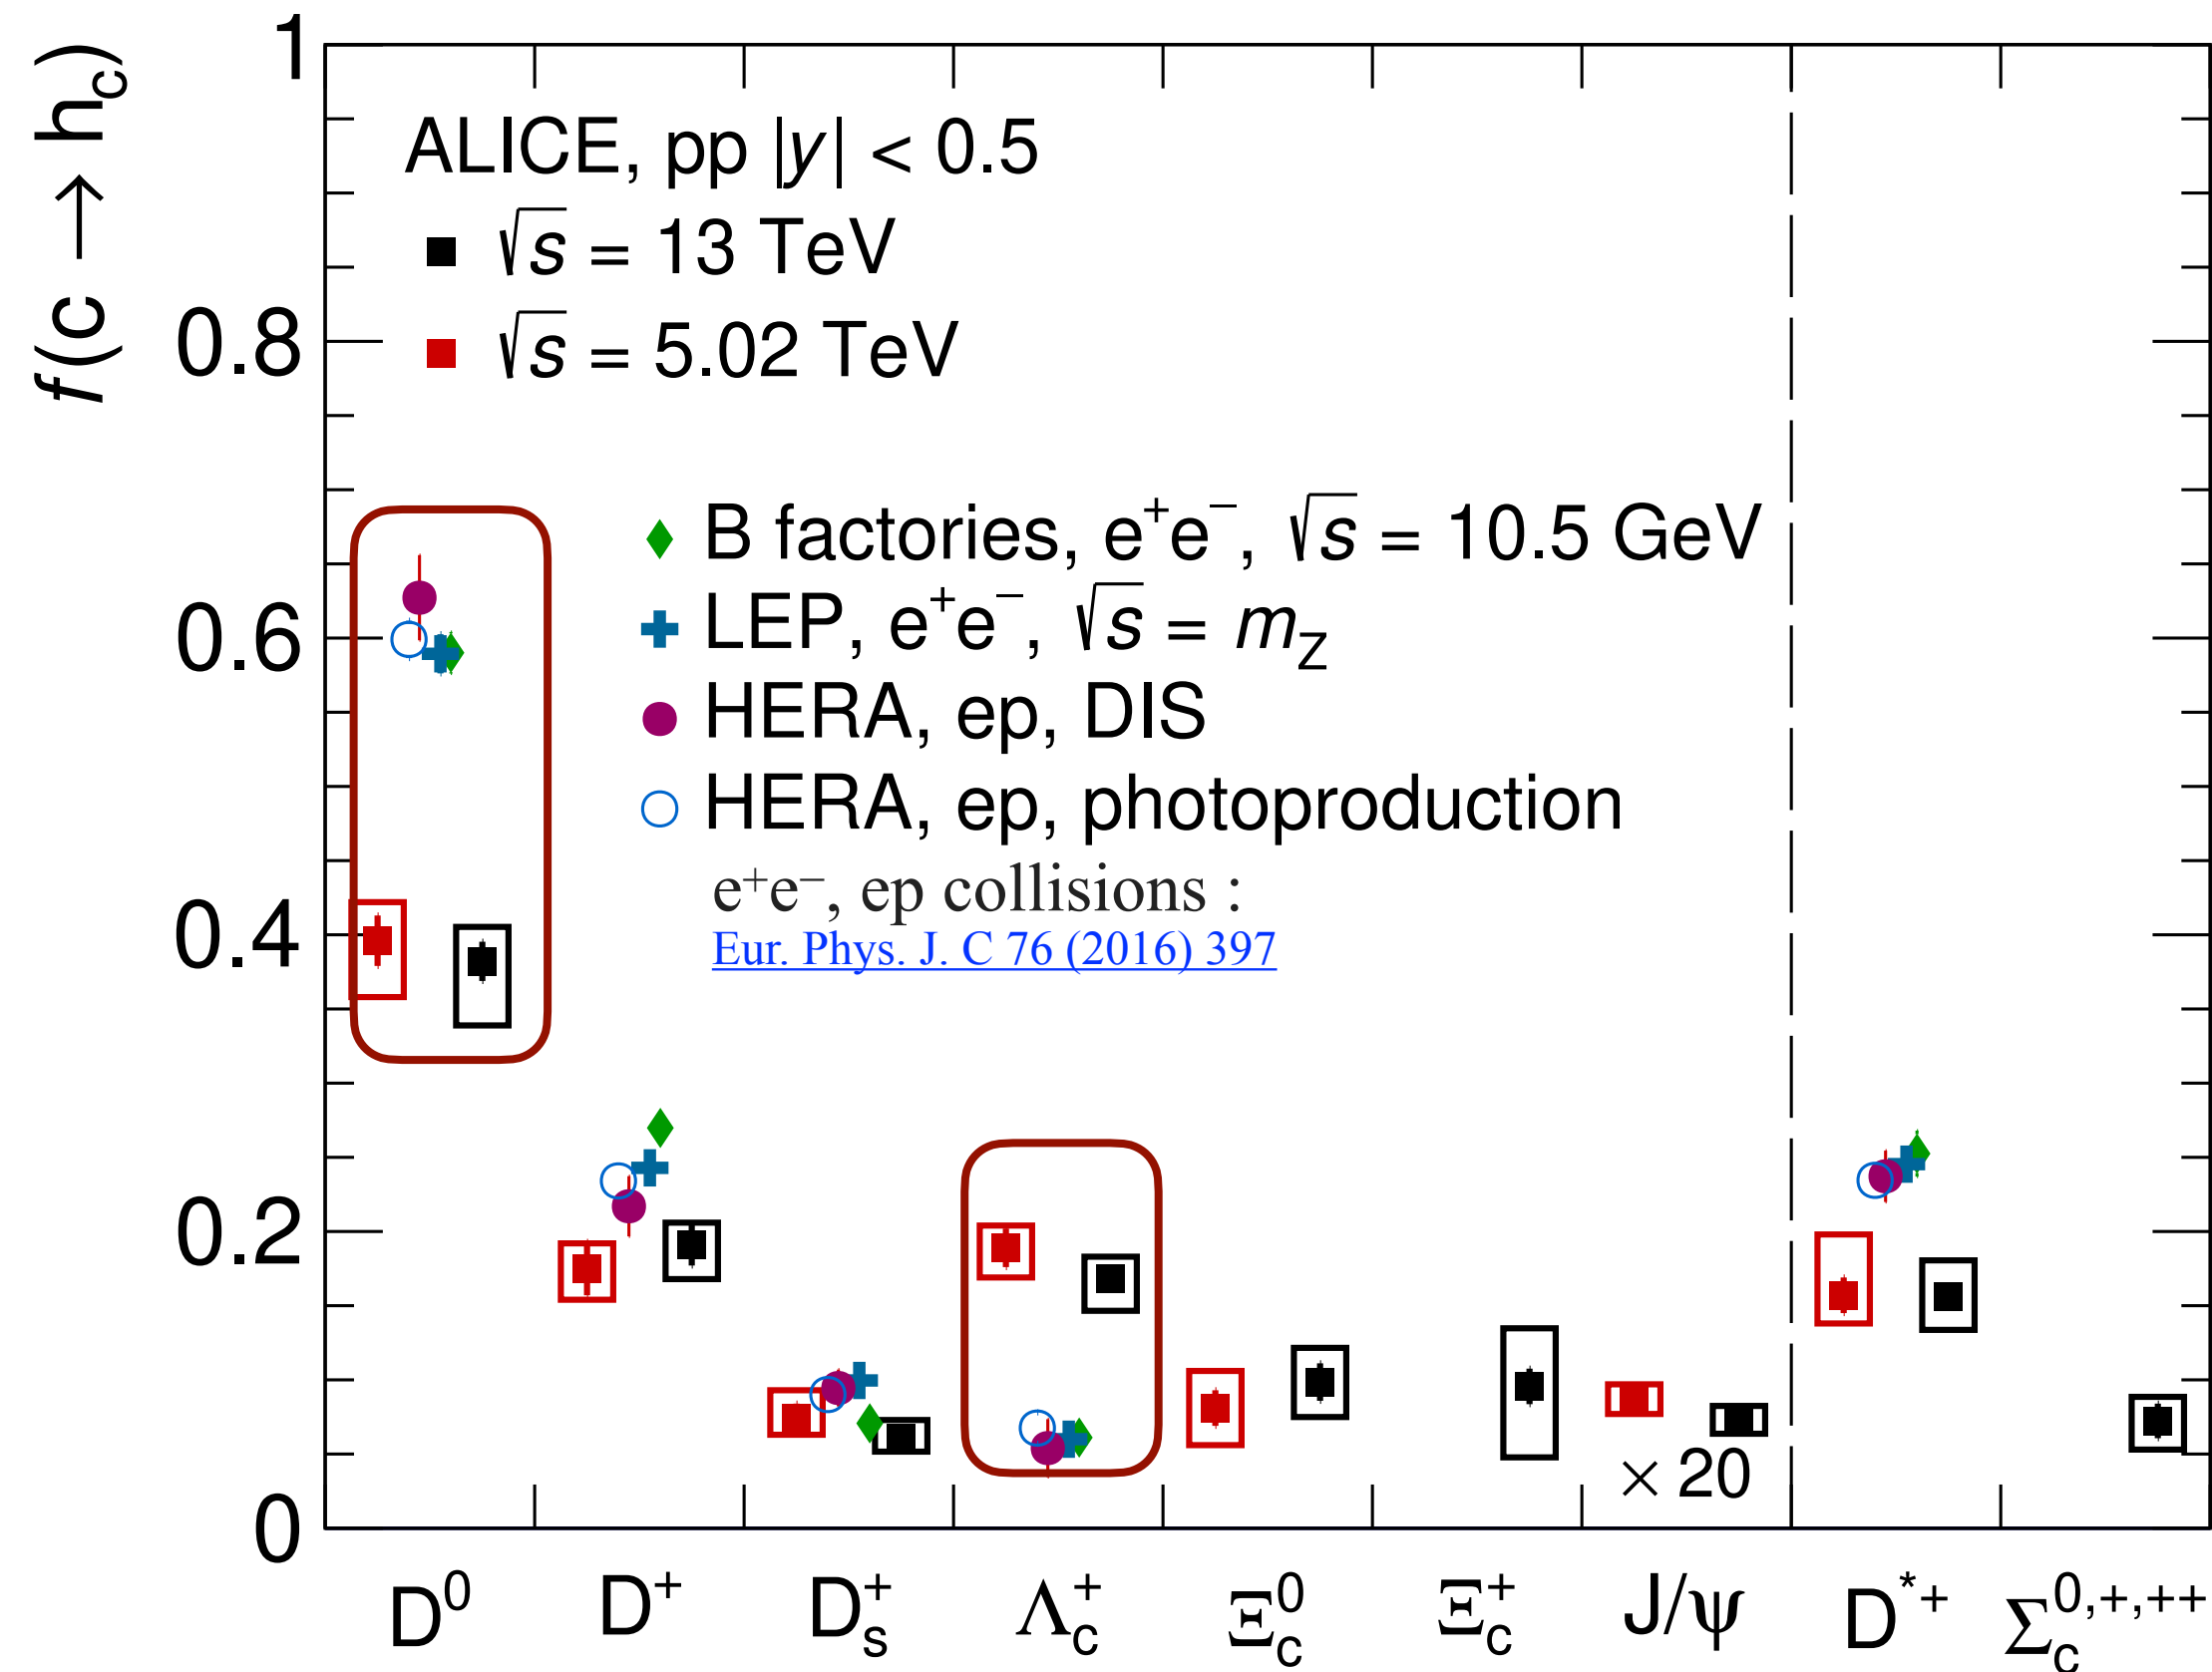 f(c → h_c)
1
0.8
0.6
0.4
0.2
0
ALICE, pp |y| < 0.5
√s = 13 TeV
√s = 5.02 TeV
B factories, e⁺e⁻, √s = 10.5 GeV
LEP, e⁺e⁻, √s = m_Z
HERA, ep, DIS
HERA, ep, photoproduction
e⁺e⁻, ep collisions :
Eur. Phys. J. C 76 (2016) 397
× 20
D⁰ D⁺ D_s⁺ Λ_c⁺ Ξ_c⁰ Ξ_c⁺ J/ψ D*⁺ Σ_c⁰,⁺,⁺⁺